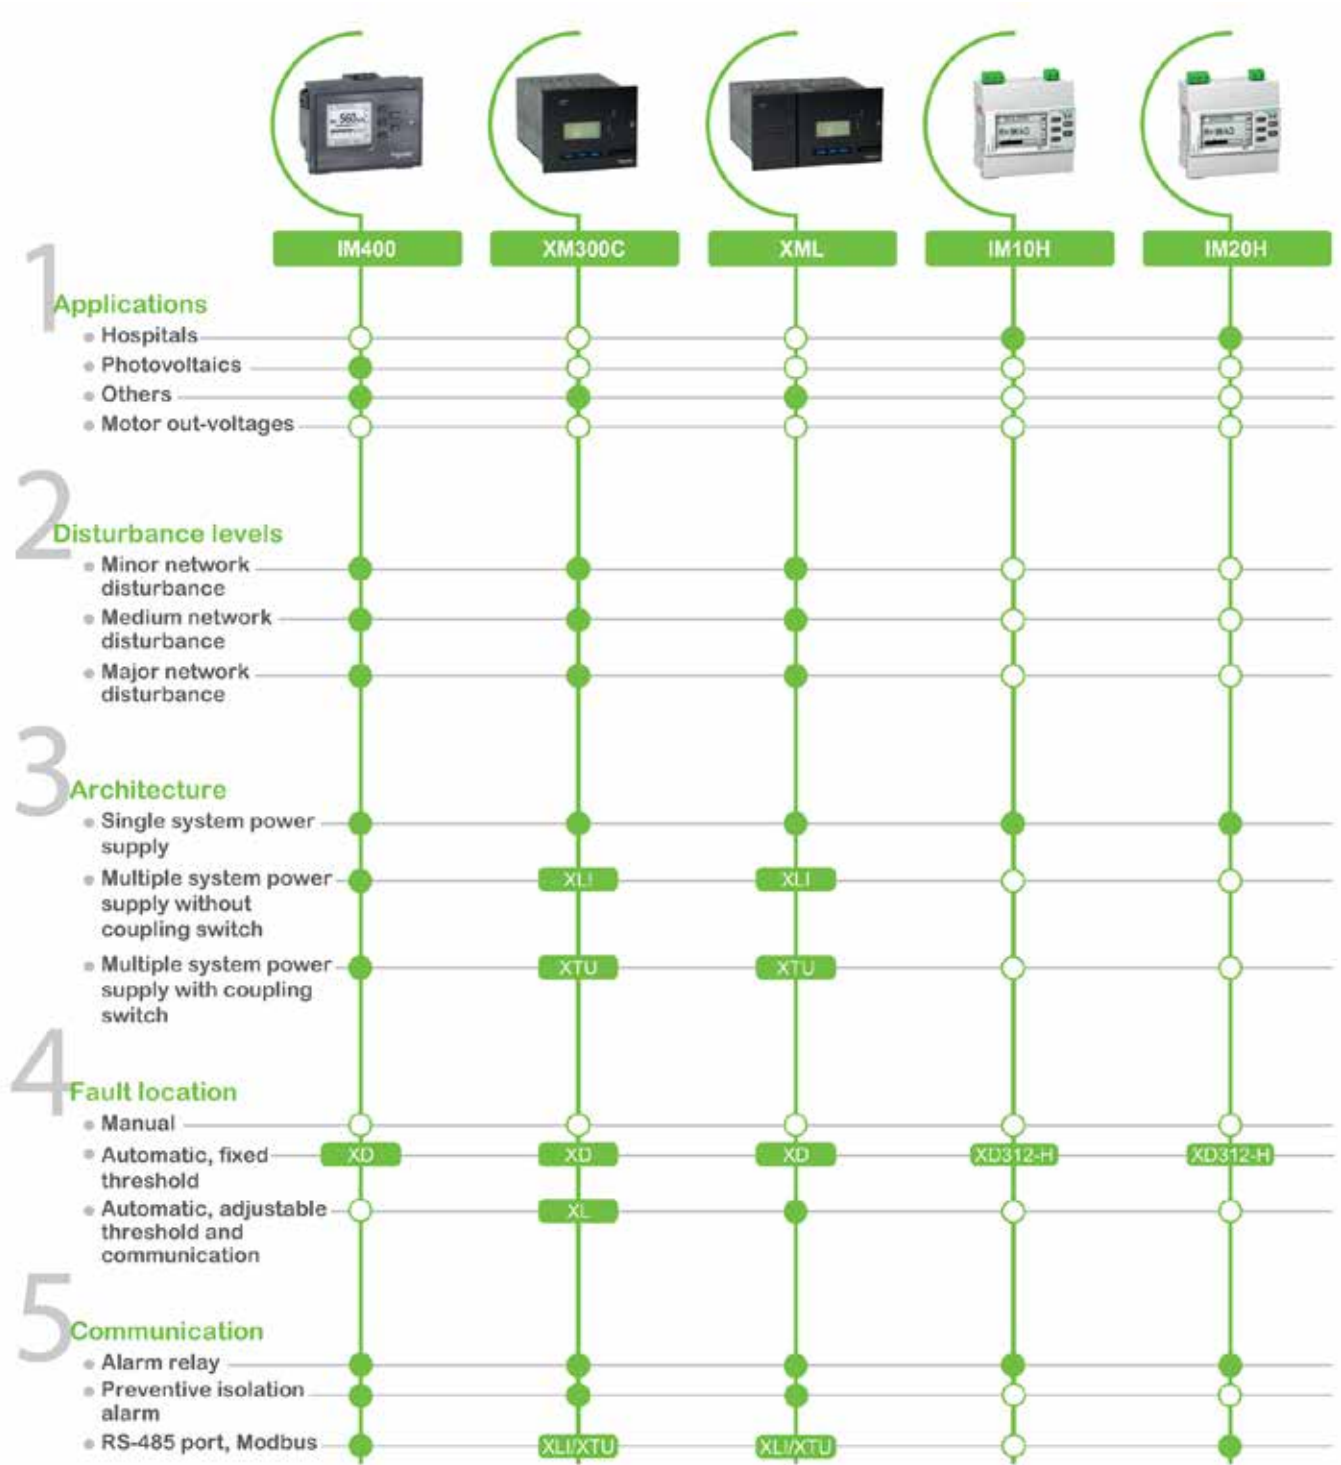 IM400 XM300C XML IM10H IM20H
1
Applications
Hospitals
Photovoltaics
Others
Motor out-voltages
2
Disturbance levels
Minor network
disturbance
Medium network
disturbance
Major network
disturbance
3
Architecture
Single system power
supply
Multiple system power
supply without
coupling switch
XLI XLI
Multiple system power
supply with coupling
switch
XTU XTU
4
Fault location
Manual
Automatic, fixed
threshold
XD XD XD XD312-H XD312-H
Automatic, adjustable
threshold and
communication
XL
5
Communication
Alarm relay
Preventive isolation
alarm
RS-485 port, Modbus XLI/XTU XLI/XTU